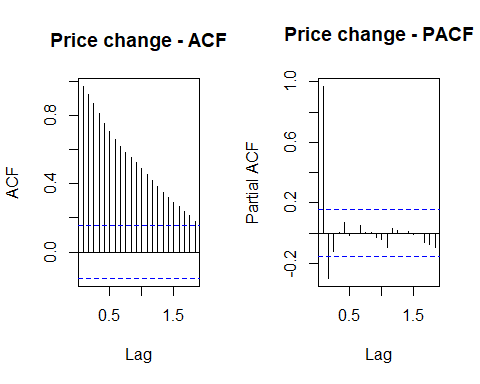 Price change - ACF
ACF
0.8
0.4
0.0
0.5
1.5
Lag
Price change - PACF
Partial ACF
1.0
0.6
0.2
-0.2
0.5
1.5
Lag